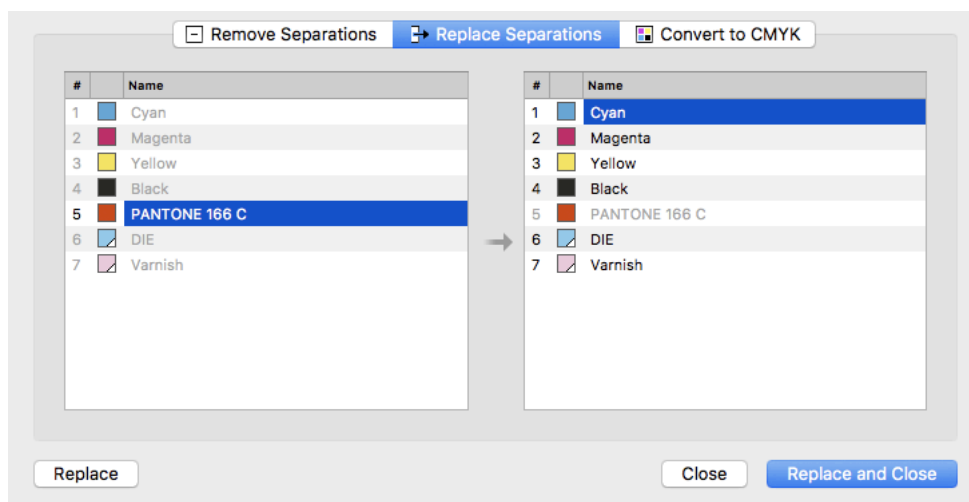 Remove Separations Replace Separations Convert to CMYK
# Name
1 Cyan
2 Magenta
3 Yellow
4 Black
5 PANTONE 166 C
6 DIE
7 Varnish
# Name
1 Cyan
2 Magenta
3 Yellow
4 Black
5 PANTONE 166 C
6 DIE
7 Varnish
Replace Close Replace and Close